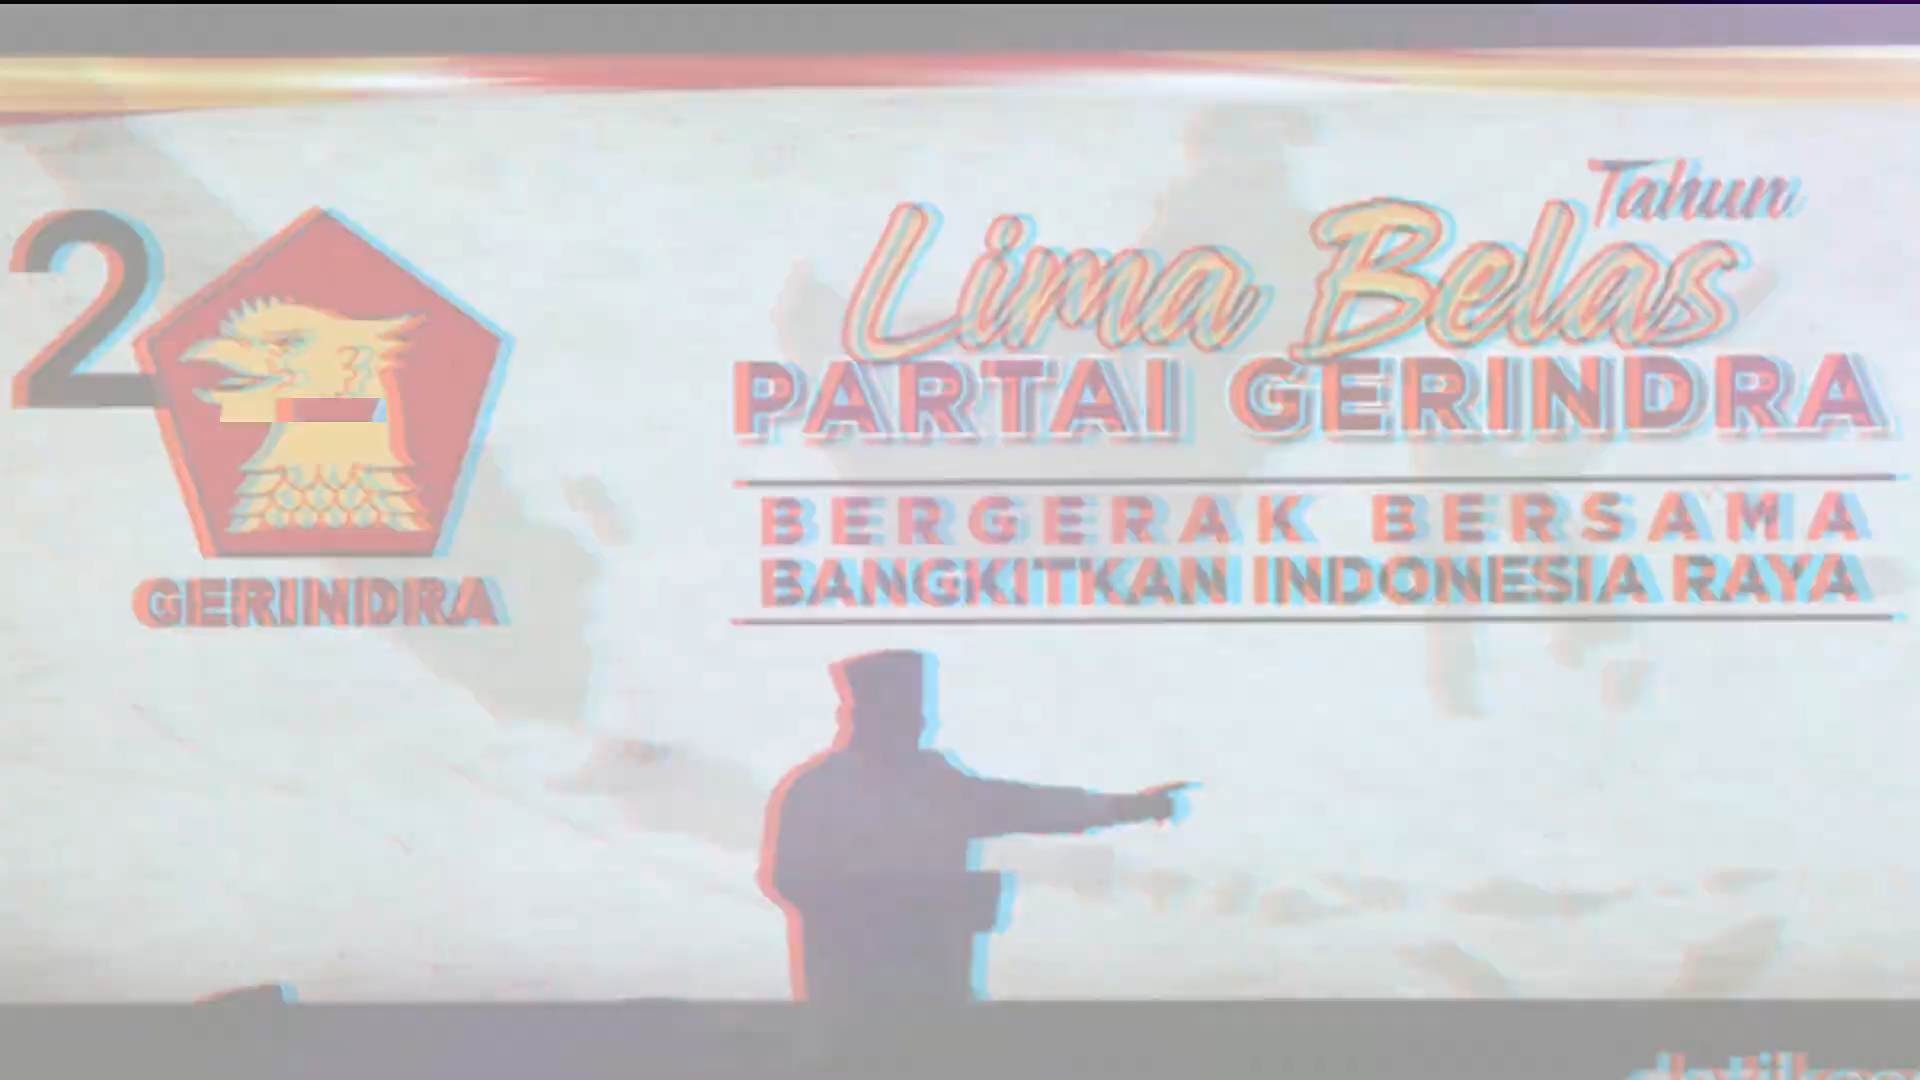 2
GERINDRA
Tahun
Lima Belas
PARTAI GERINDRA
BERGERAK BERSAMA
BANGKITKAN INDONESIA RAYA